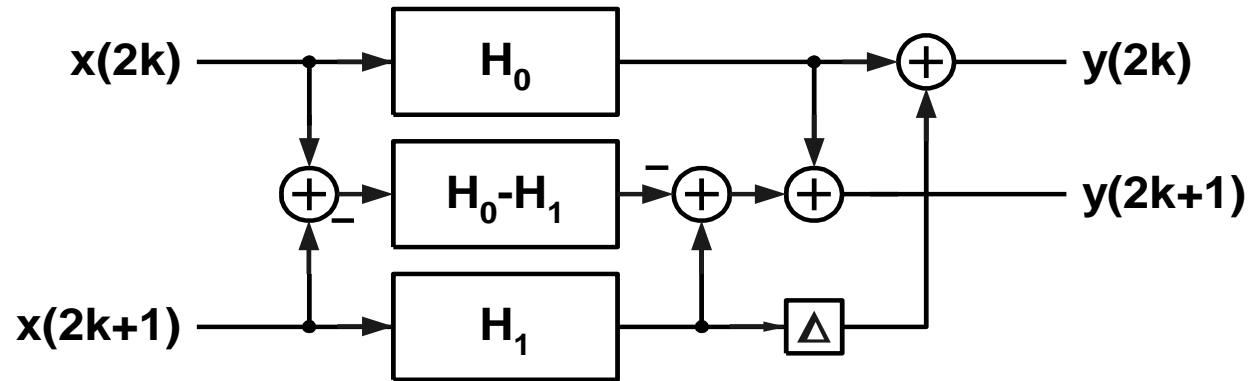 x(2k)
H₀
+
y(2k)
+
−
H₀-H₁
−
+
+
y(2k+1)
x(2k+1)
H₁
Δ